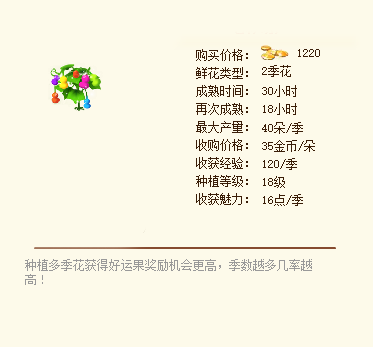 购买价格： 1220
鲜花类型： 2季花
成熟时间： 30小时
再次成熟： 18小时
最大产量： 40朵/季
收购价格： 35金币/朵
收获经验： 120/季
种植等级： 18级
收获魅力： 16点/季
种植多季花获得好运果奖励机会更高，季数越多几率越
高！